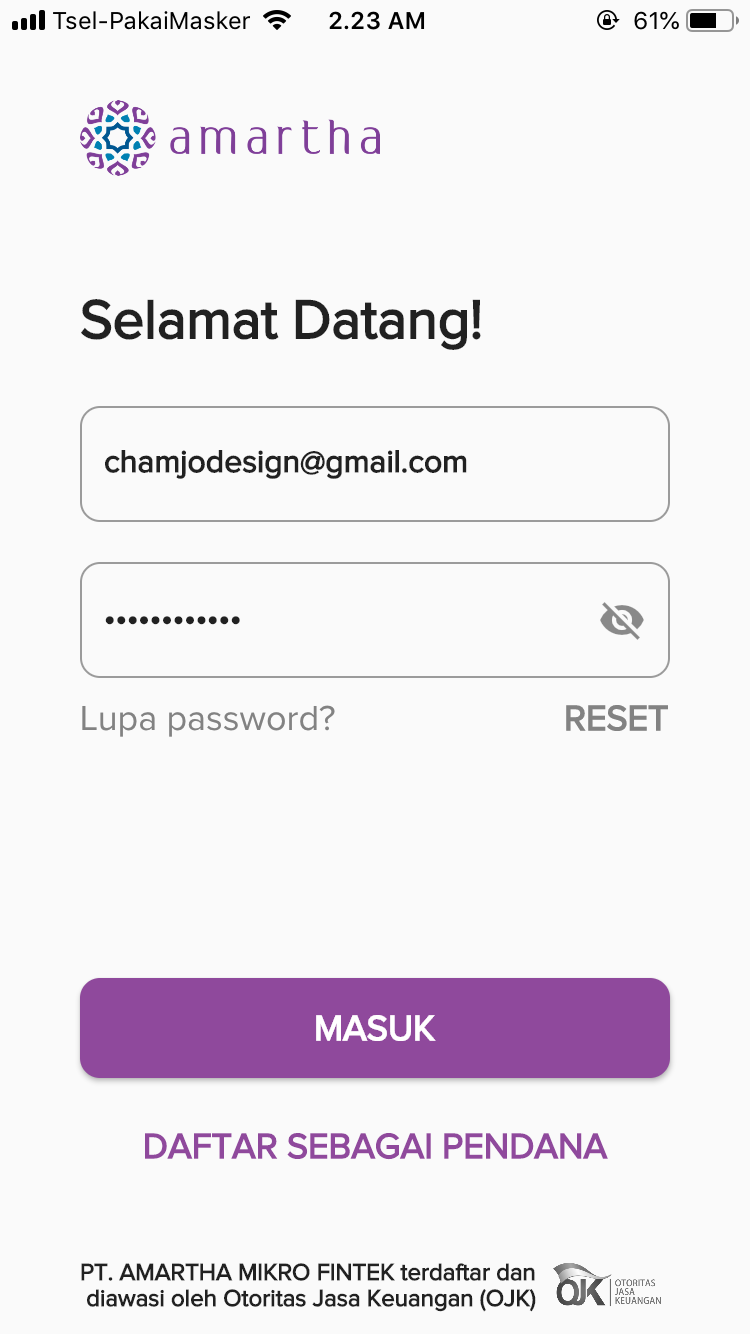 Tsel-PakaiMasker 2.23 AM 61%
amartha
Selamat Datang!
chamjodesign@gmail.com
••••••••••••
Lupa password? RESET
MASUK
DAFTAR SEBAGAI PENDANA
PT. AMARTHA MIKRO FINTEK terdaftar dan
diawasi oleh Otoritas Jasa Keuangan (OJK)
OJK
OTORITAS
JASA
KEUANGAN